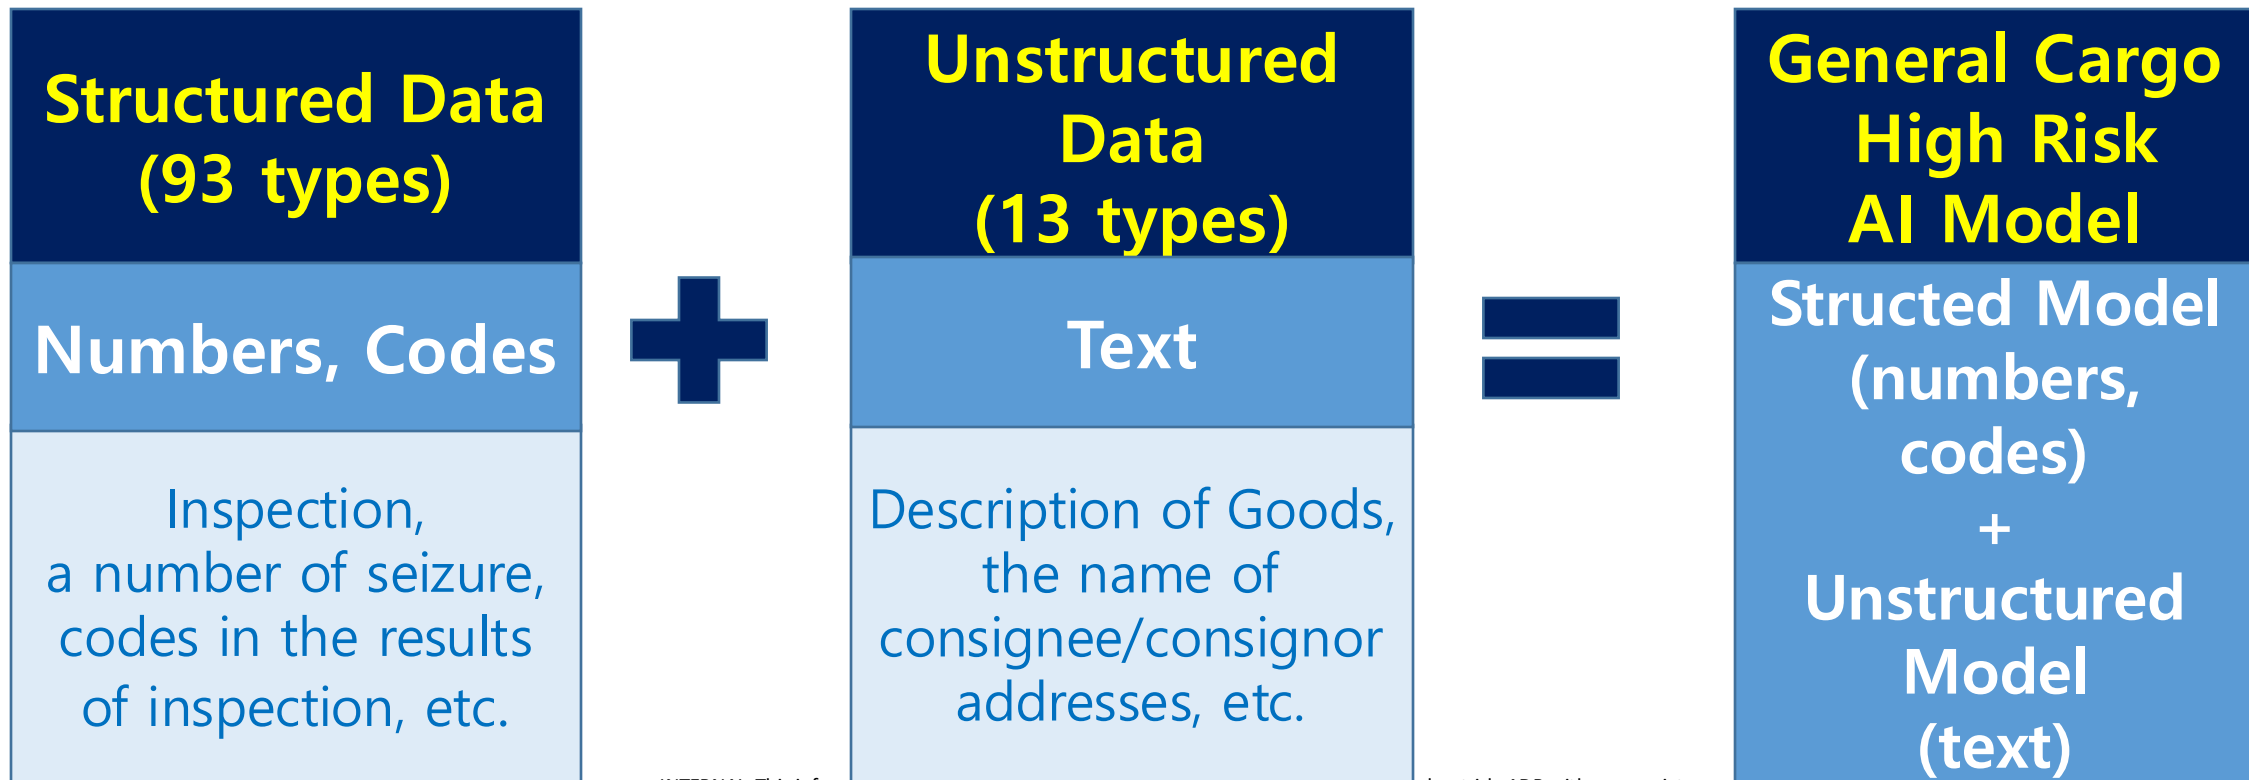 Structured Data
(93 types)
Numbers, Codes
Inspection,
a number of seizure,
codes in the results
of inspection, etc.
Unstructured
Data
(13 types)
Text
Description of Goods,
the name of
consignee/consignor
addresses, etc.
General Cargo
High Risk
AI Model
Structed Model
(numbers,
codes)
+
Unstructured
Model
(text)